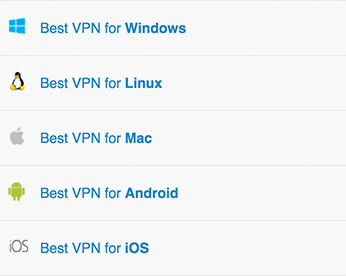 Best VPN for Windows
Best VPN for Linux
Best VPN for Mac
Best VPN for Android
iOS Best VPN for iOS